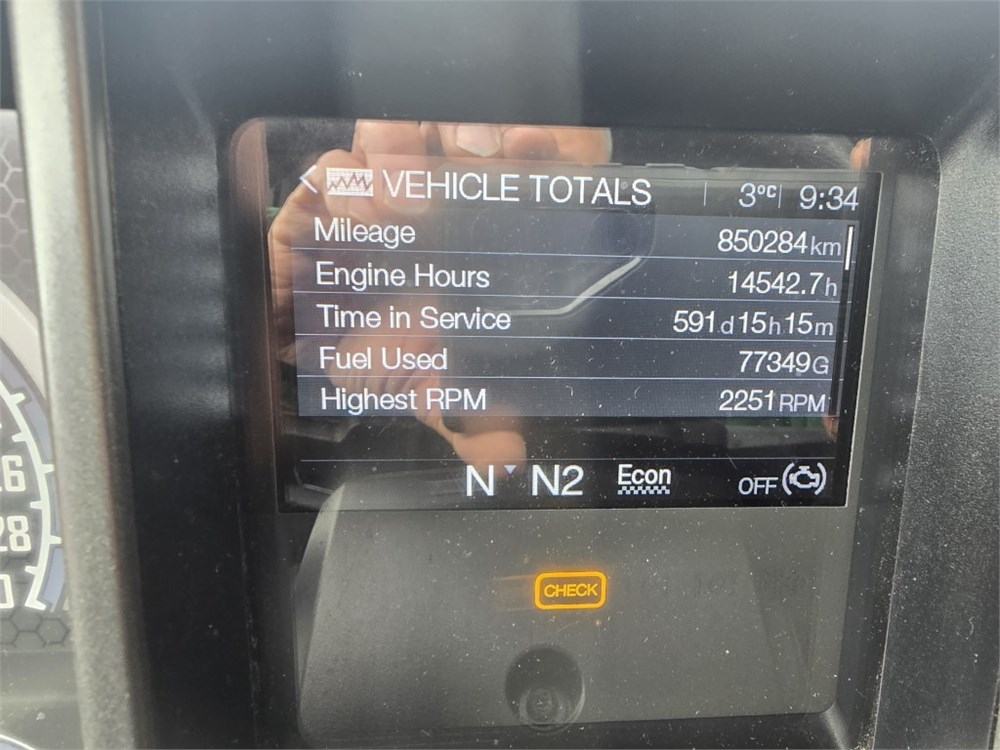 VEHICLE TOTALS 3°C 9:34
Mileage 850284km
Engine Hours 14542.7h
Time in Service 591d15h15m
Fuel Used 77349G
Highest RPM 2251RPM
N N2 Econ OFF
CHECK
28